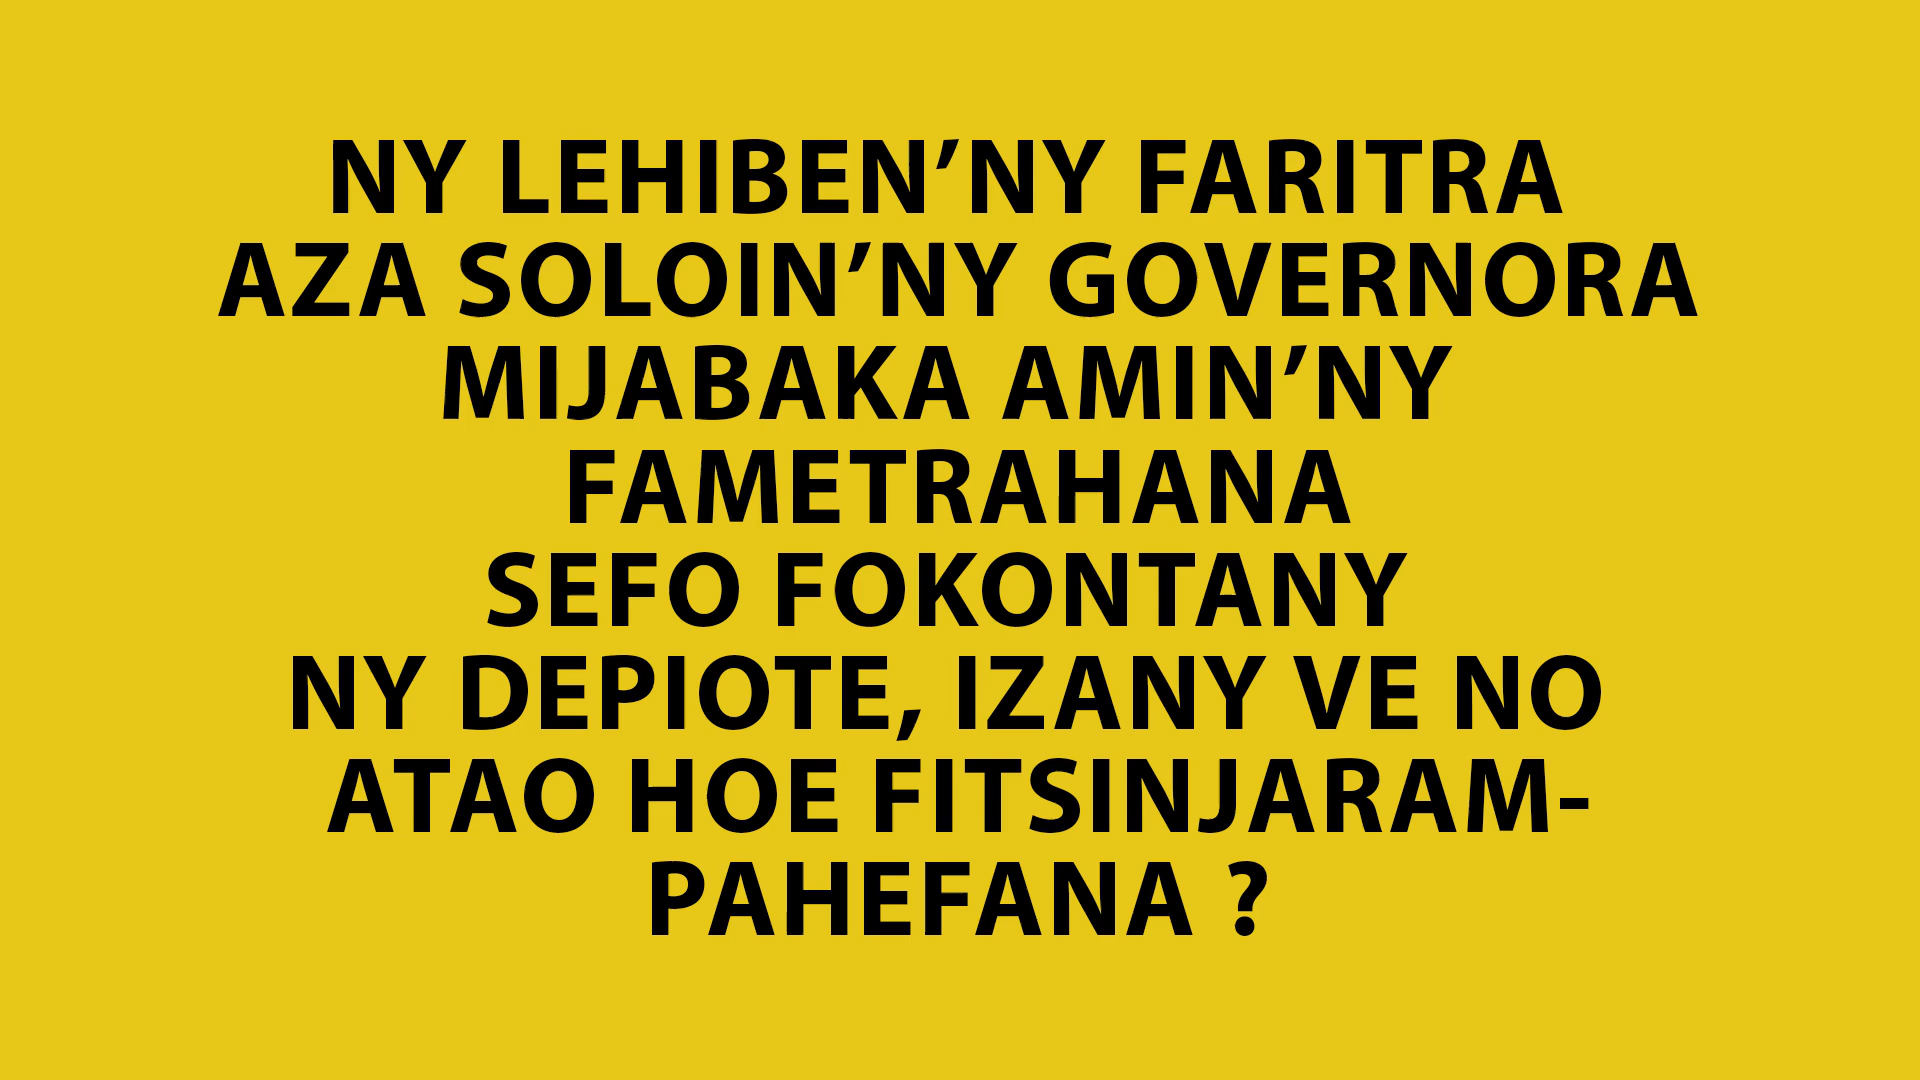 NY LEHIBEN’NY FARITRA
AZA SOLOIN’NY GOVERNORA
MIJABAKA AMIN’NY
FAMETRAHANA
SEFO FOKONTANY
NY DEPIOTE, IZANY VE NO
ATAO HOE FITSINJARAM-
PAHEFANA ?